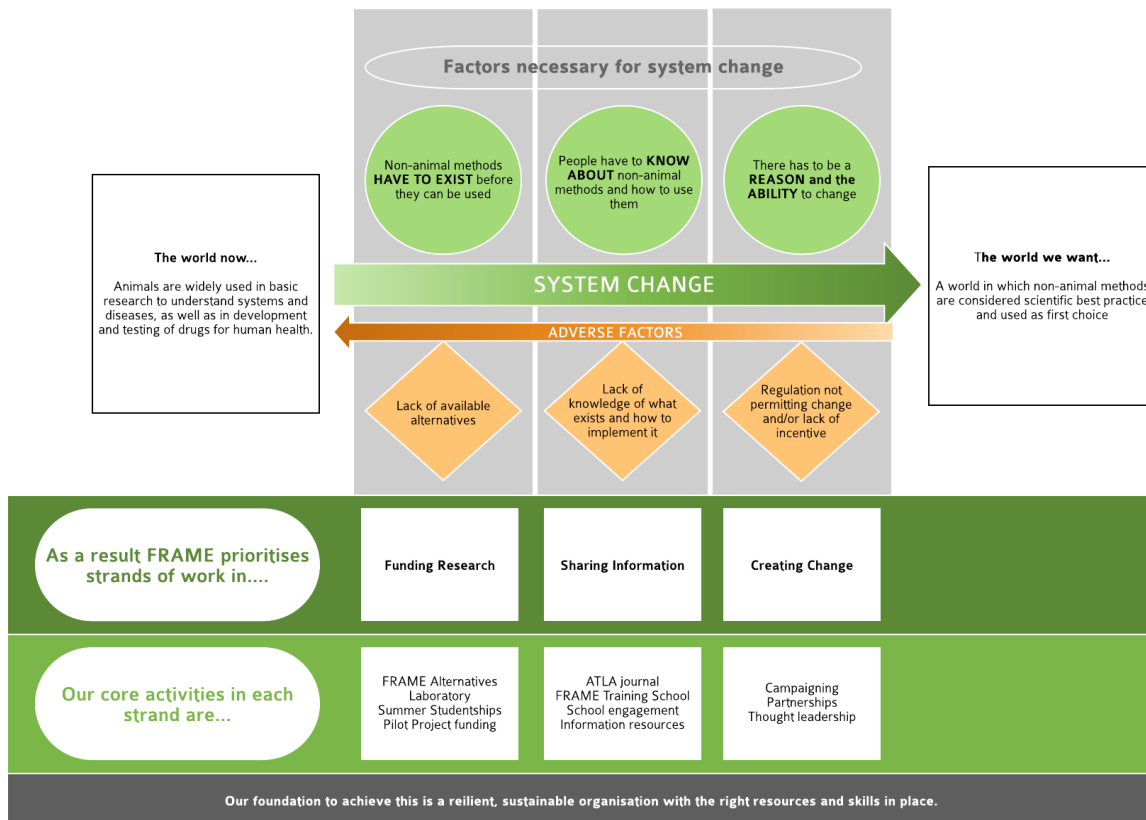 Factors necessary for system change
Non-animal methods
HAVE TO EXIST before
they can be used
People have to KNOW
ABOUT non-animal
methods and how to use
them
There has to be a
REASON and the
ABILITY to change
The world now...
Animals are widely used in basic
research to understand systems and
diseases, as well as in development
and testing of drugs for human health.
SYSTEM CHANGE
The world we want...
A world in which non-animal methods
are considered scientific best practice
and used as first choice
ADVERSE FACTORS
Lack of available
alternatives
Lack of
knowledge of what
exists and how to
implement it
Regulation not
permitting change
and/or lack of
incentive
As a result FRAME prioritises
strands of work in....
Funding Research
Sharing Information
Creating Change
Our core activities in each
strand are...
FRAME Alternatives
Laboratory
Summer Studentships
Pilot Project funding
ATLA journal
FRAME Training School
School engagement
Information resources
Campaigning
Partnerships
Thought leadership
Our foundation to achieve this is a reilient, sustainable organisation with the right resources and skills in place.